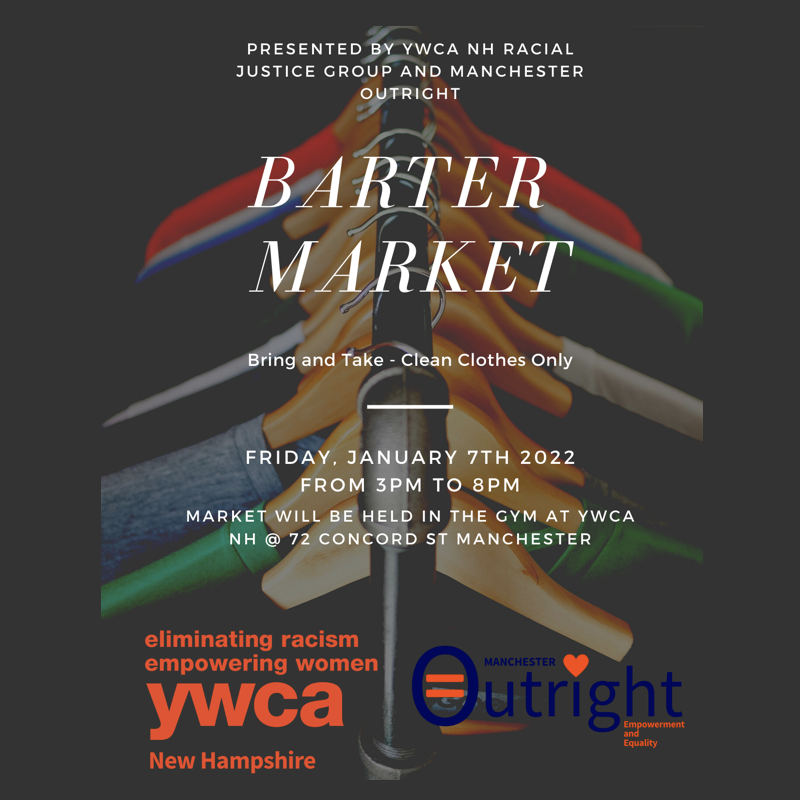 PRESENTED BY YWCA NH RACIAL
JUSTICE GROUP AND MANCHESTER
OUTRIGHT
BARTER
MARKET
Bring and Take - Clean Clothes Only
FRIDAY, JANUARY 7TH 2022
FROM 3PM TO 8PM
MARKET WILL BE HELD IN THE GYM AT YWCA
NH @ 72 CONCORD ST MANCHESTER
eliminating racism
empowering women
ywca
New Hampshire
MANCHESTER
Outright
Empowerment
and
Equality